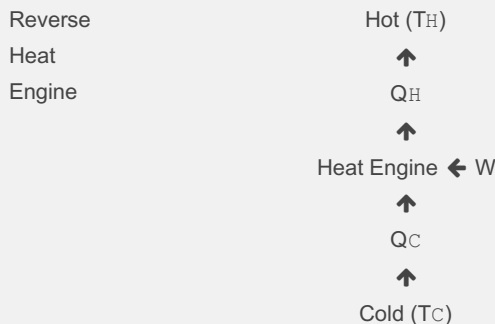 Reverse
Heat
Engine
Hot (TH)
QH
Heat Engine ← W
QC
Cold (TC)